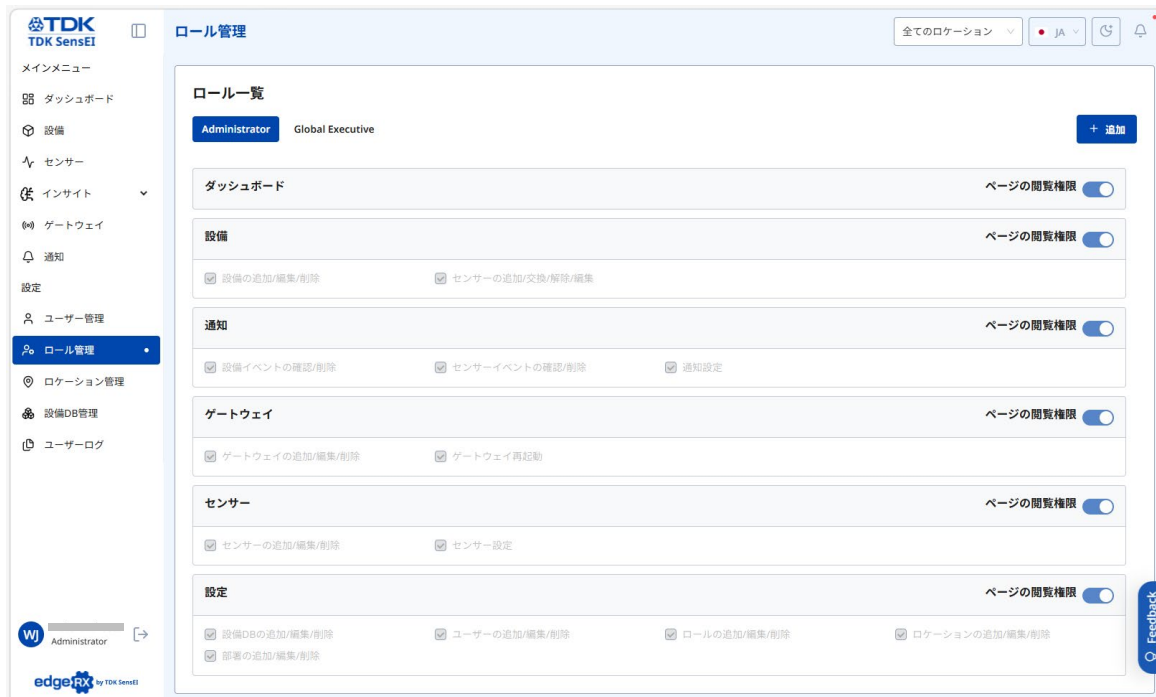 TDK
TDK SensEI
ロール管理
全てのロケーション
JA
メインメニュー
ダッシュボード
設備
センサー
インサイト
ゲートウェイ
通知
設定
ユーザー管理
ロール管理
ロケーション管理
設備DB管理
ユーザーログ
WJ
Administrator
edgeRX by TDK SensEI
ロール一覧
Administrator Global Executive
+ 追加
ダッシュボード ページの閲覧権限
設備 ページの閲覧権限
設備の追加/編集/削除 センサーの追加/交換/解除/編集
通知 ページの閲覧権限
設備イベントの確認/削除 センサーイベントの確認/削除 通知設定
ゲートウェイ ページの閲覧権限
ゲートウェイの追加/編集/削除 ゲートウェイ再起動
センサー ページの閲覧権限
センサーの追加/編集/削除 センサー設定
設定 ページの閲覧権限
設備DBの追加/編集/削除 ユーザーの追加/編集/削除 ロールの追加/編集/削除 ロケーションの追加/編集/削除
部署の追加/編集/削除
Feedback